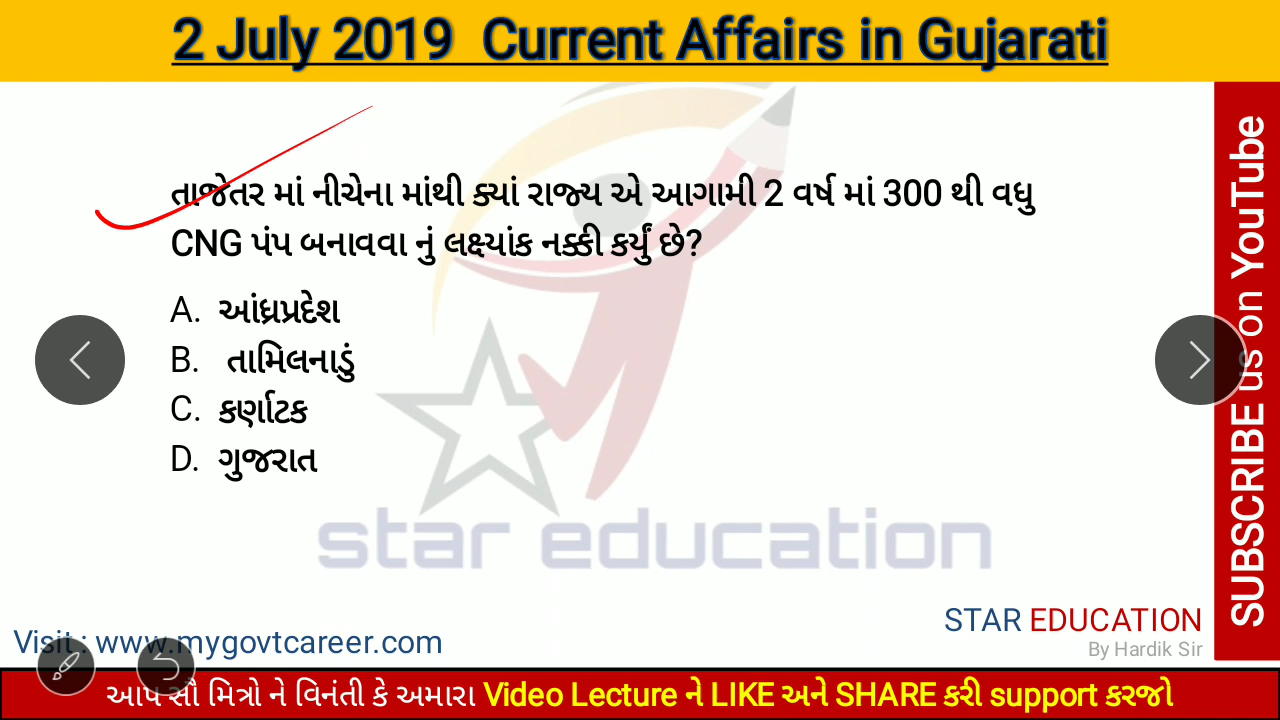 2 July 2019 Current Affairs in Gujarati
તાજેતર માં નીચેના માંથી ક્યાં રાજ્ય એ આગામી 2 વર્ષ માં 300 થી વધુ
CNG પંપ બનાવવા નું લક્ષ્યાંક નક્કી કર્યું છે?
A. આંધ્રપ્રદેશ
B. તામિલનાડું
C. કર્ણાટક
D. ગુજરાત
star education
STAR EDUCATION
By Hardik Sir
Visit : www.mygovtcareer.com
આપ સૌ મિત્રો ને વિનંતી કે અમારા Video Lecture ને LIKE અને SHARE કરી support કરજો
SUBSCRIBE us on YouTube